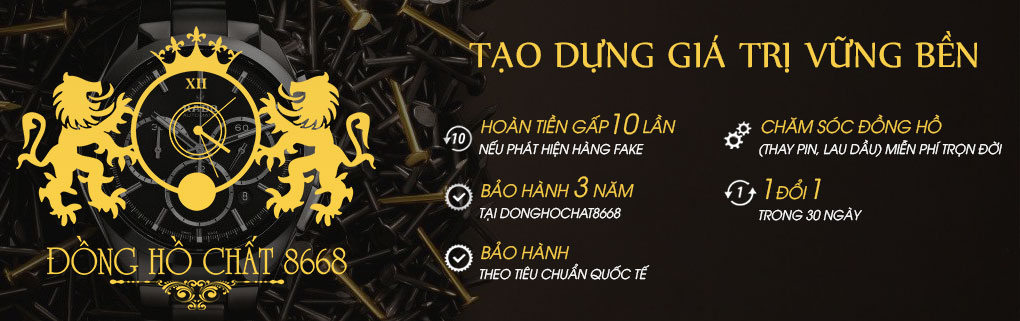 TẠO DỰNG GIÁ TRỊ VỮNG BỀN
XII
ĐỒNG HỒ CHẤT 8668
10
HOÀN TIỀN GẤP 10 LẦN
NẾU PHÁT HIỆN HÀNG FAKE
BẢO HÀNH 3 NĂM
TẠI DONGHOCHAT8668
BẢO HÀNH
THEO TIÊU CHUẨN QUỐC TẾ
CHĂM SÓC ĐỒNG HỒ
(THAY PIN, LAU DẦU) MIỄN PHÍ TRỌN ĐỜI
1
1 ĐỔI 1
TRONG 30 NGÀY